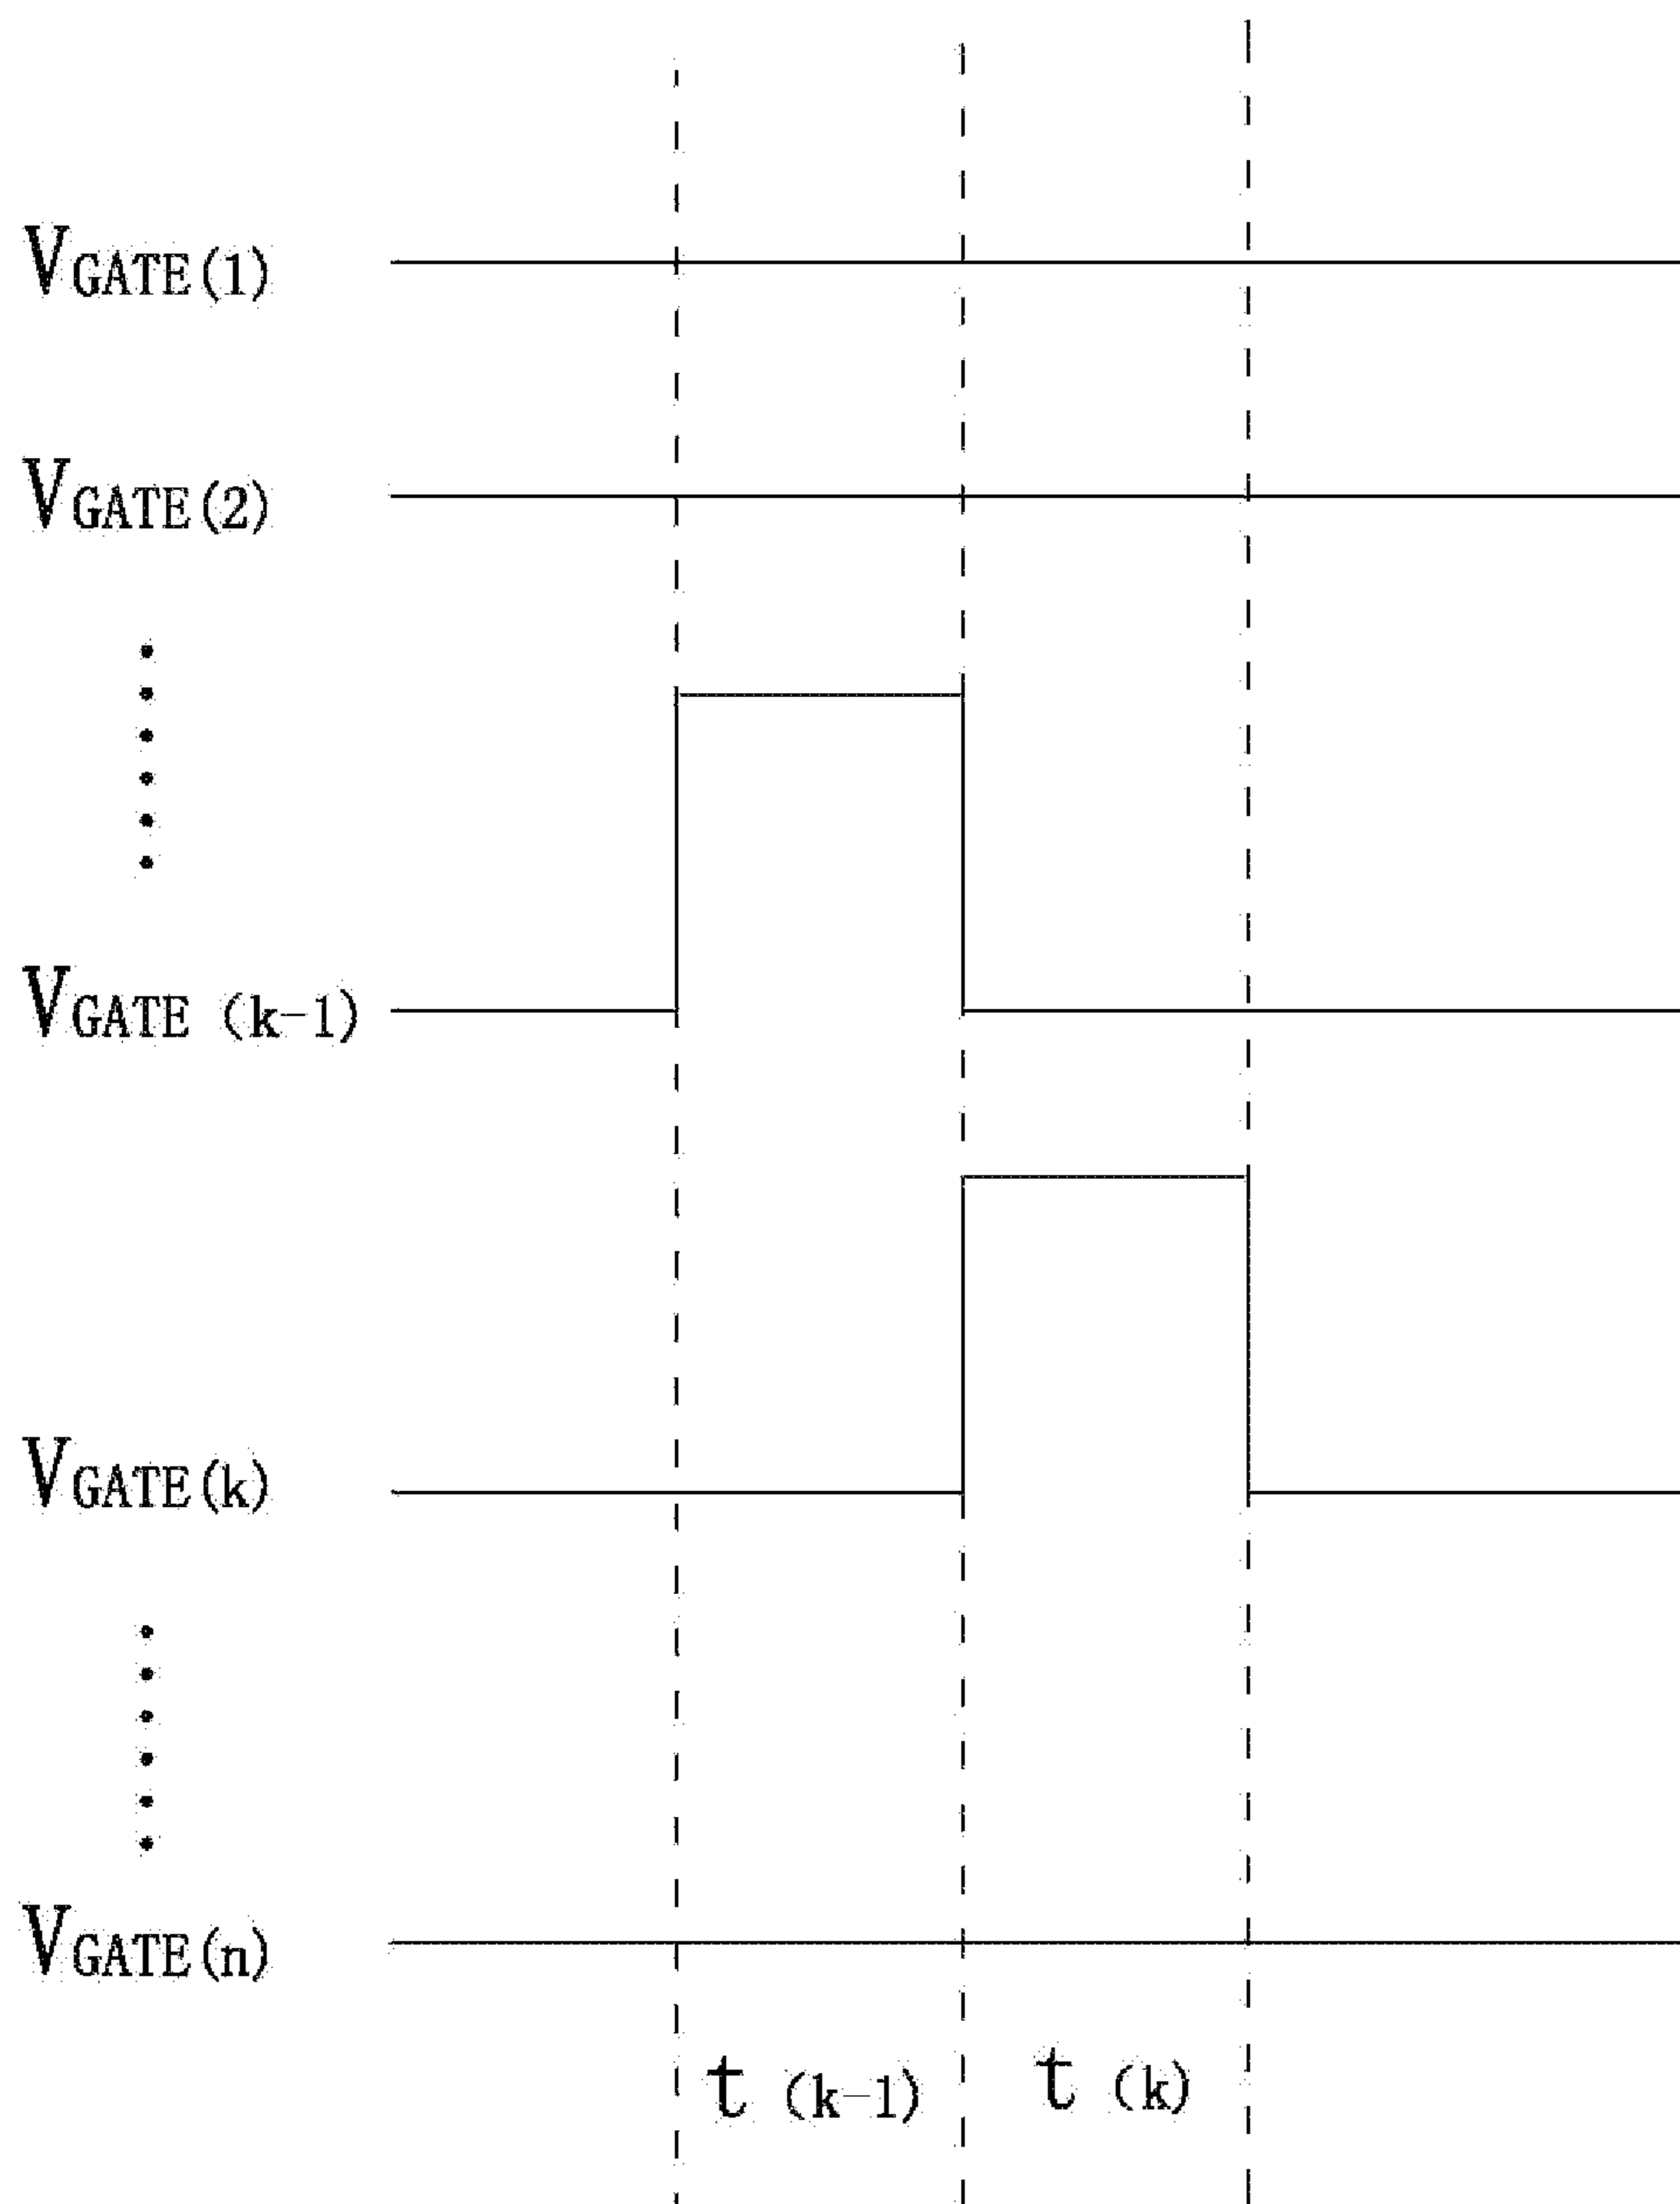 VGATE(1)
VGATE(2)
VGATE (k-1)
VGATE(k)
VGATE(n)
t (k-1) t (k)